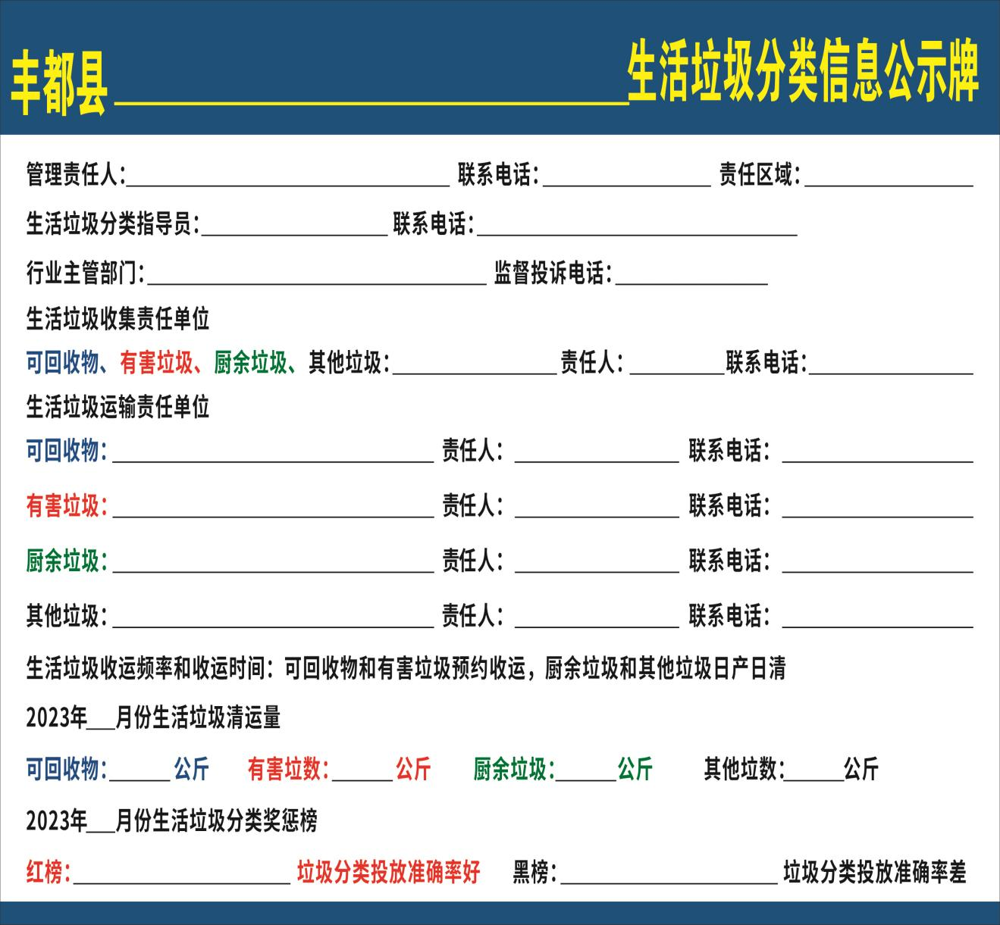 丰都县____________________生活垃圾分类信息公示牌
管理责任人：____________________ 联系电话：__________ 责任区域：__________
生活垃圾分类指导员：__________ 联系电话：____________________
行业主管部门：____________________ 监督投诉电话：__________
生活垃圾收集责任单位
可回收物、有害垃圾、厨余垃圾、其他垃圾：__________ 责任人：______联系电话：__________
生活垃圾运输责任单位
可回收物：____________________ 责任人：__________ 联系电话：__________
有害垃圾：____________________ 责任人：__________ 联系电话：__________
厨余垃圾：____________________ 责任人：__________ 联系电话：__________
其他垃圾：____________________ 责任人：__________ 联系电话：__________
生活垃圾收运频率和收运时间：可回收物和有害垃圾预约收运，厨余垃圾和其他垃圾日产日清
2023年___月份生活垃圾清运量
可回收物：______公斤 有害垃数：______公斤 厨余垃圾：______公斤 其他垃数：______公斤
2023年___月份生活垃圾分类奖惩榜
红榜：______________ 垃圾分类投放准确率好 黑榜：______________ 垃圾分类投放准确率差